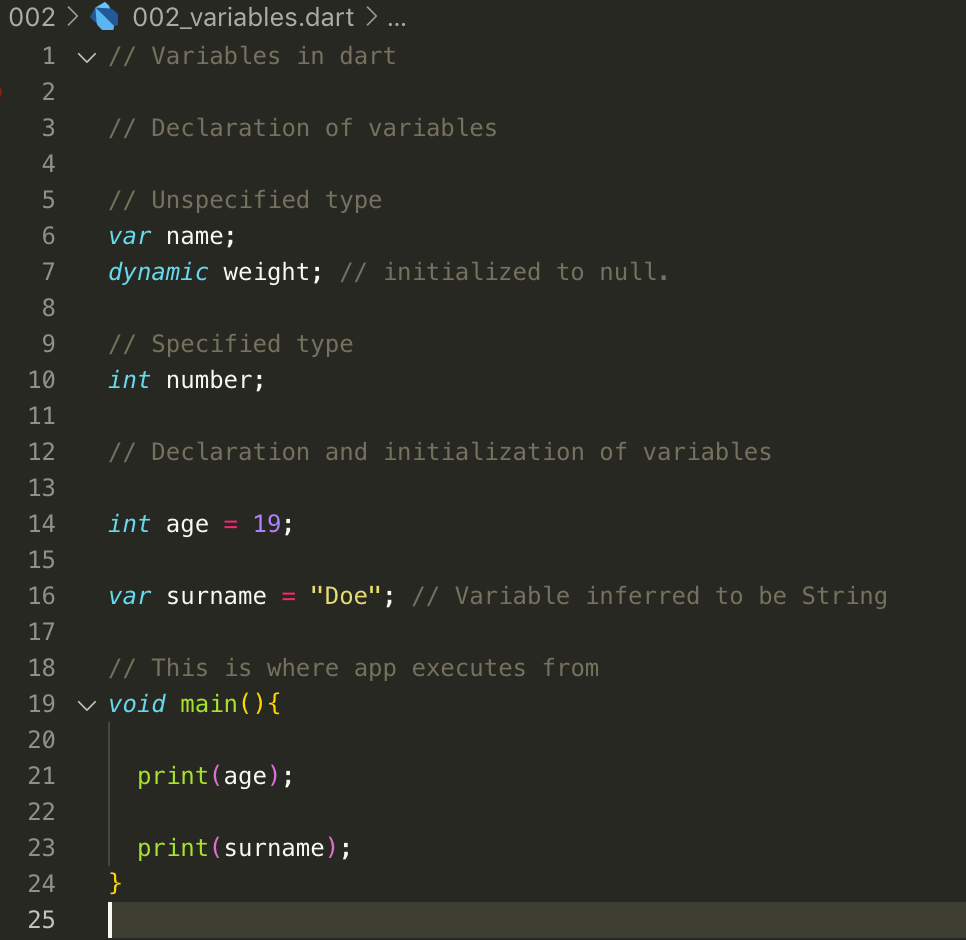 002 > 002_variables.dart > ...
1 // Variables in dart
2
3 // Declaration of variables
4
5 // Unspecified type
6 var name;
7 dynamic weight; // initialized to null.
8
9 // Specified type
10 int number;
11
12 // Declaration and initialization of variables
13
14 int age = 19;
15
16 var surname = "Doe"; // Variable inferred to be String
17
18 // This is where app executes from
19 void main(){
20
21 print(age);
22
23 print(surname);
24 }
25